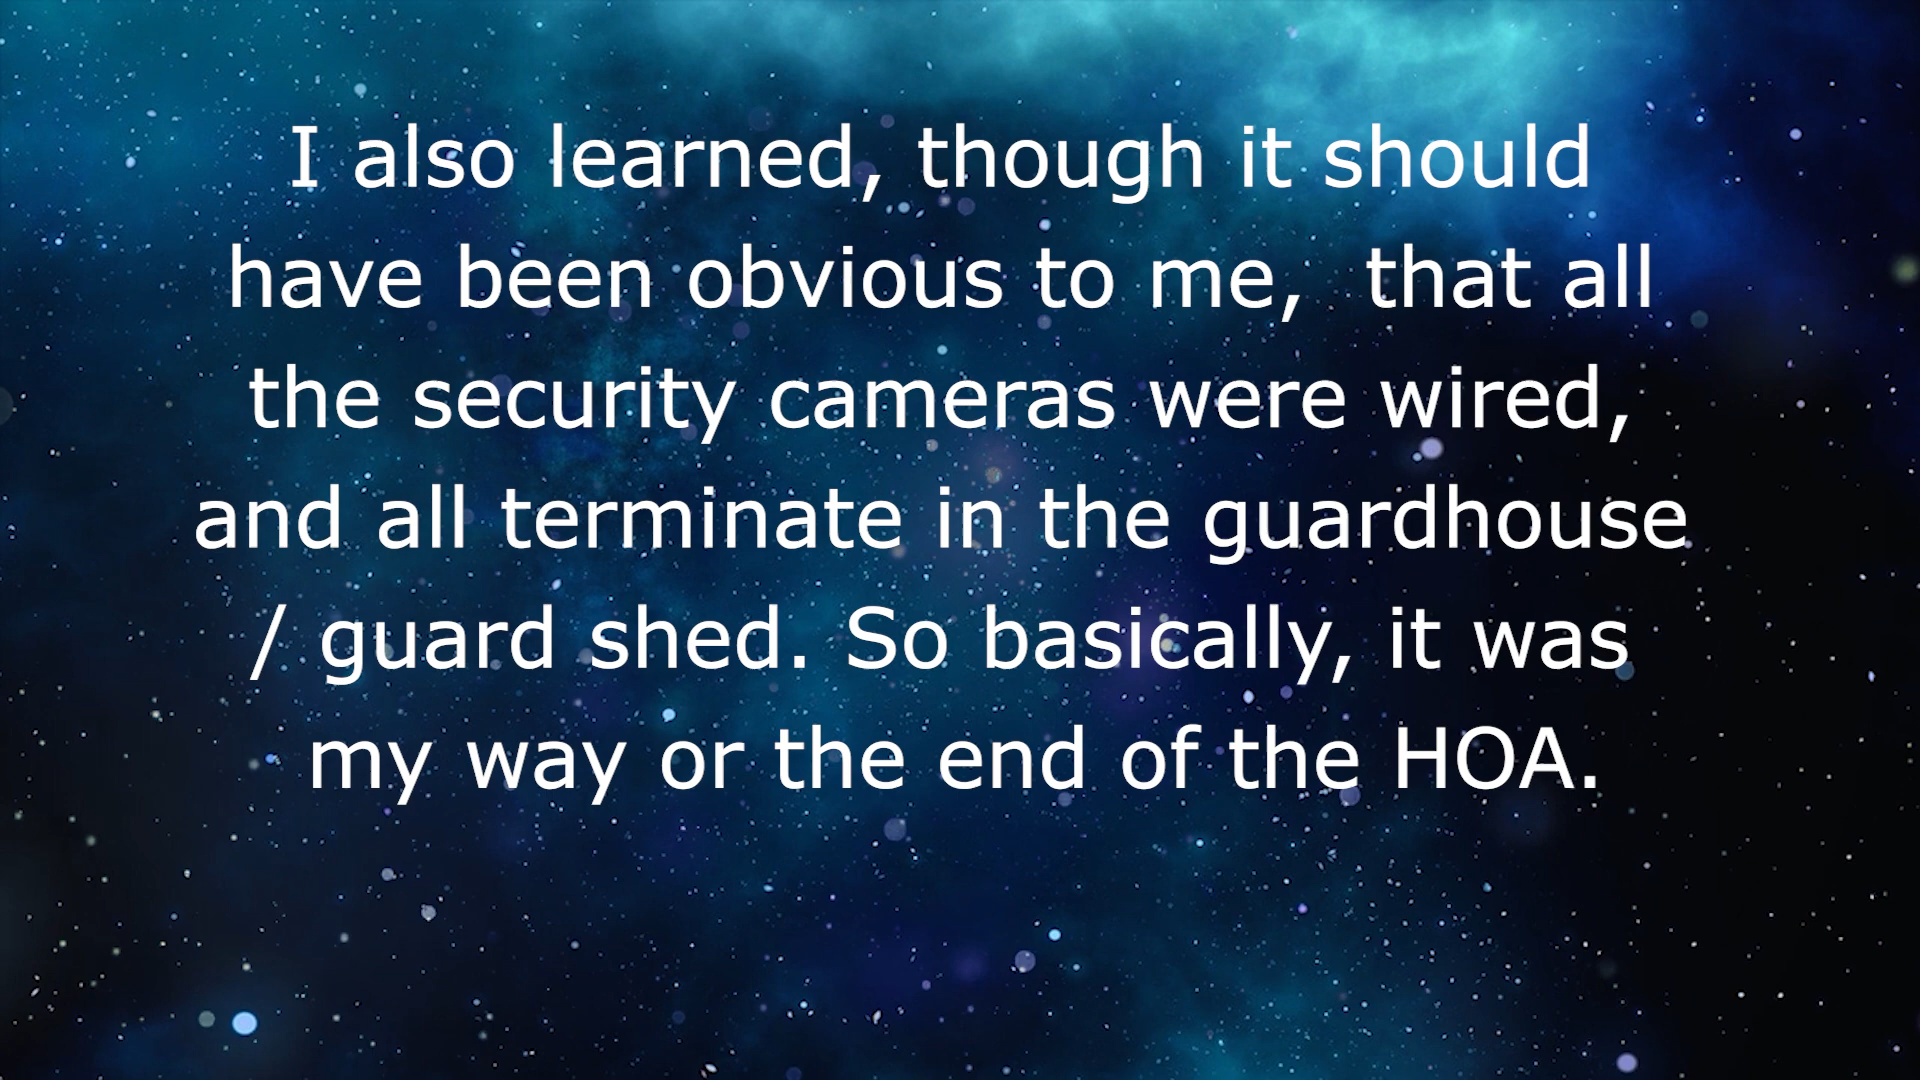 I also learned, though it should
have been obvious to me,  that all
the security cameras were wired,
and all terminate in the guardhouse
/ guard shed. So basically, it was
my way or the end of the HOA.